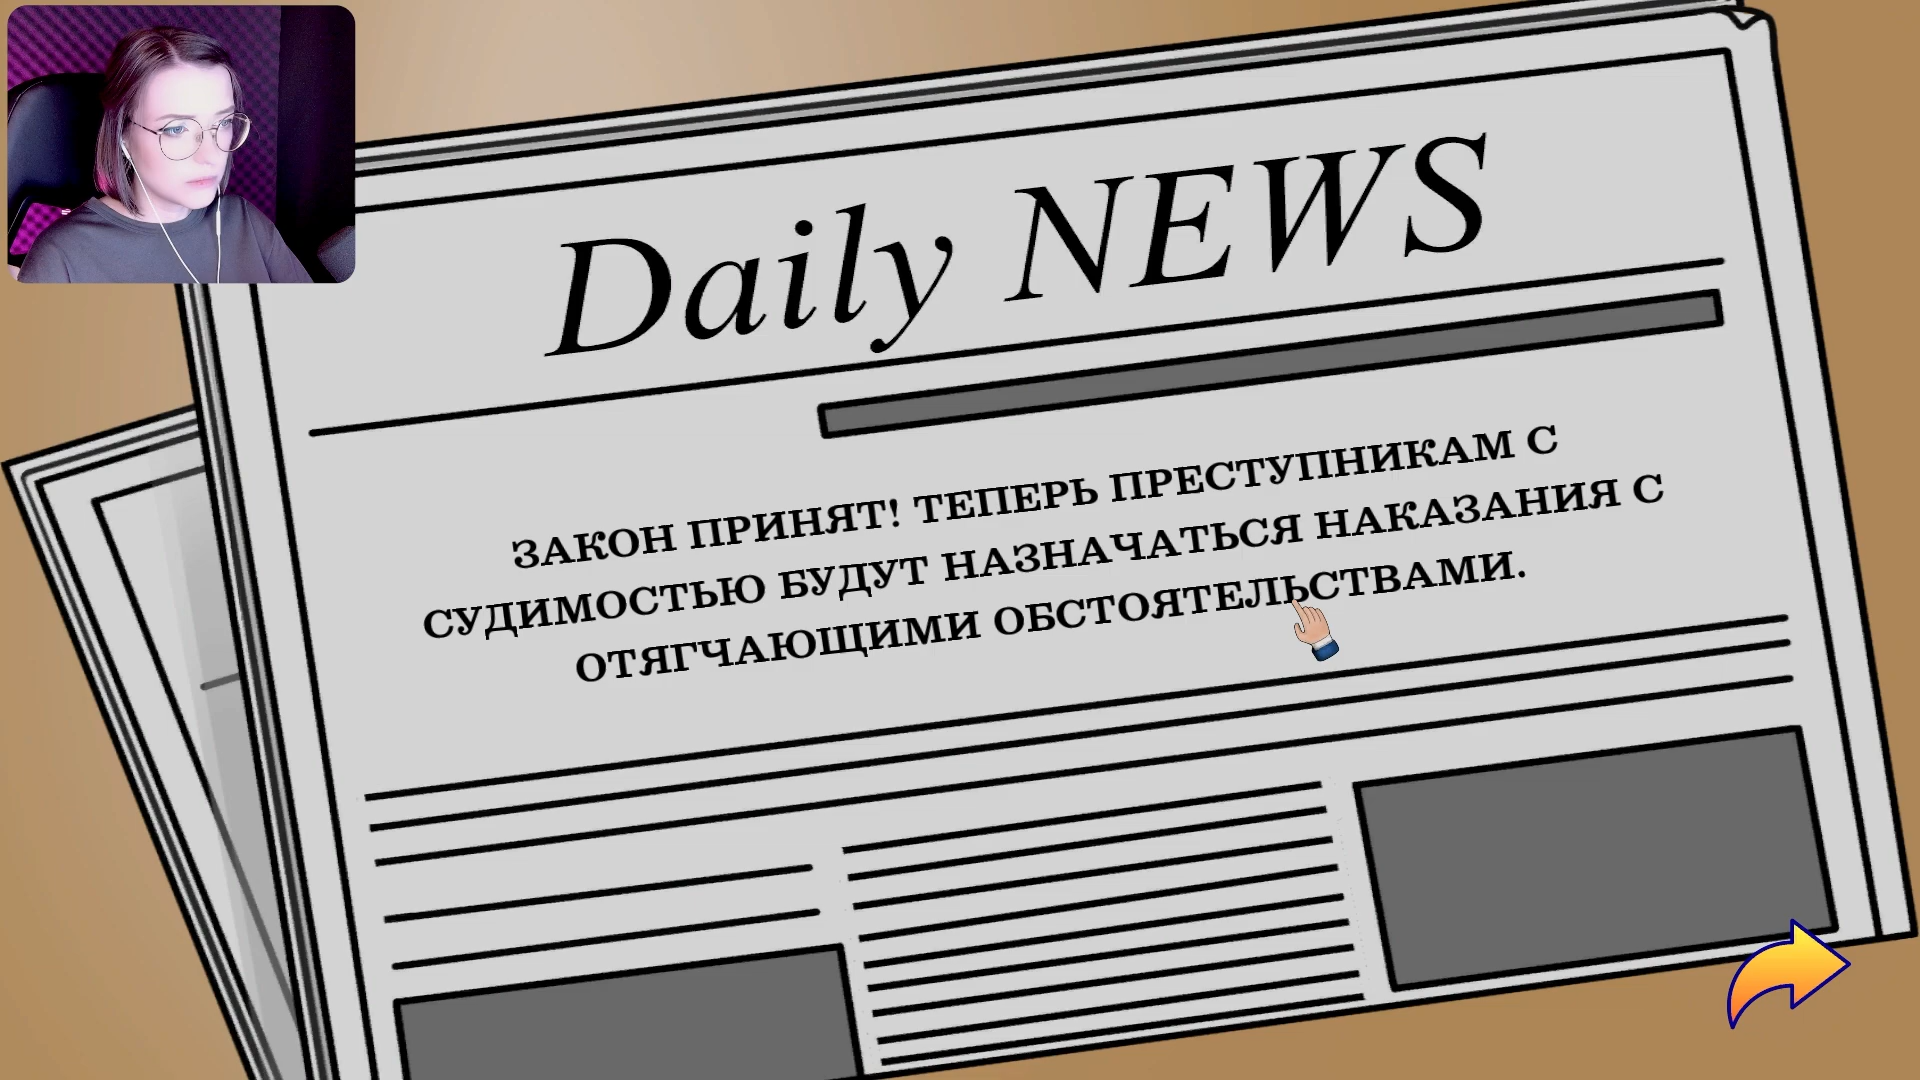 Daily NEWS
ЗАКОН ПРИНЯТ! ТЕПЕРЬ ПРЕСТУПНИКАМ С
СУДИМОСТЬЮ БУДУТ НАЗНАЧАТЬСЯ НАКАЗАНИЯ С
ОТЯГЧАЮЩИМИ ОБСТОЯТЕЛЬСТВАМИ.